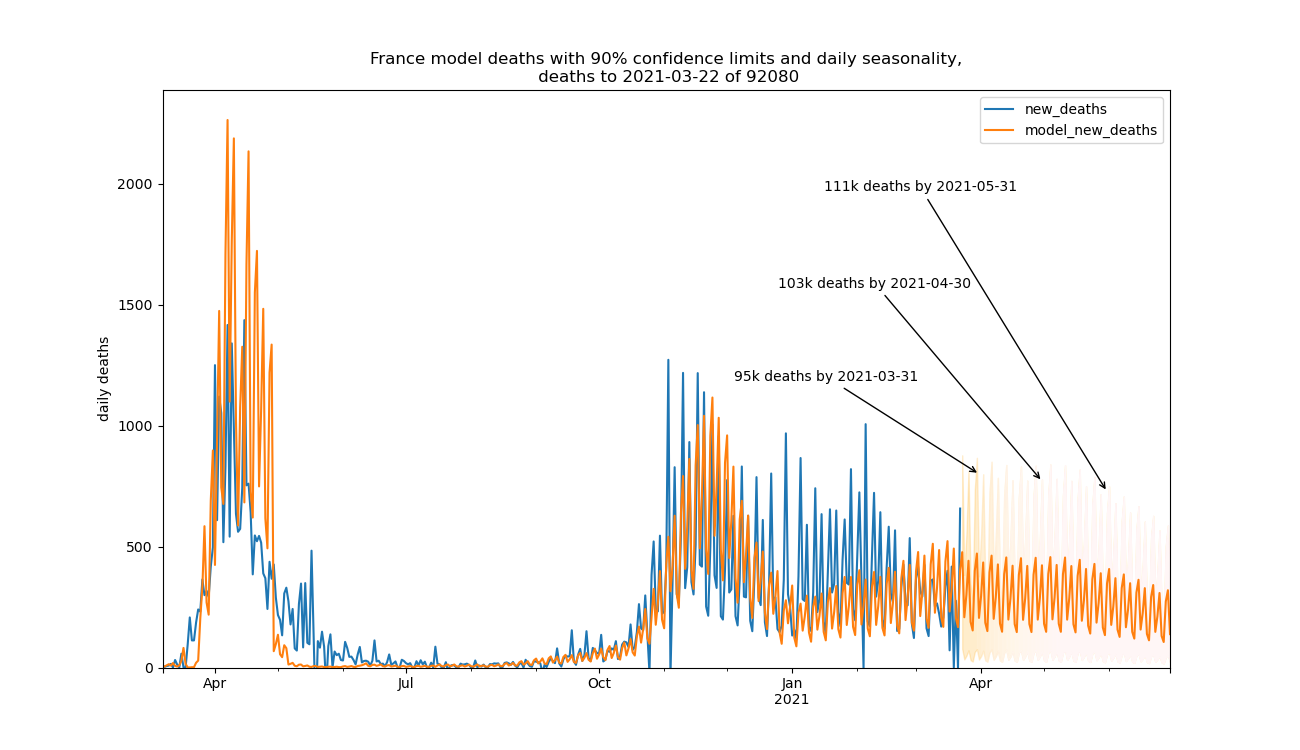 France model deaths with 90% confidence limits and daily seasonality,
deaths to 2021-03-22 of 92080
new_deaths
model_new_deaths
111k deaths by 2021-05-31
103k deaths by 2021-04-30
95k deaths by 2021-03-31
daily deaths
2000
1500
1000
500
0
Apr
Jul
Oct
Jan
2021
Apr